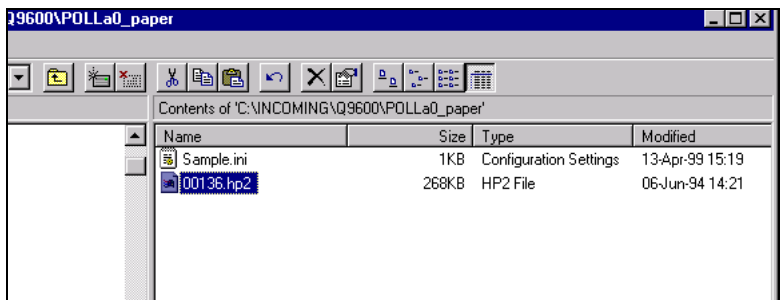 Q9600\POLLa0_paper
Contents of 'C:\INCOMING\Q9600\POLLa0_paper'
Name Size Type Modified
Sample.ini 1KB Configuration Settings 13-Apr-99 15:19
00136.hp2 268KB HP2 File 06-Jun-94 14:21